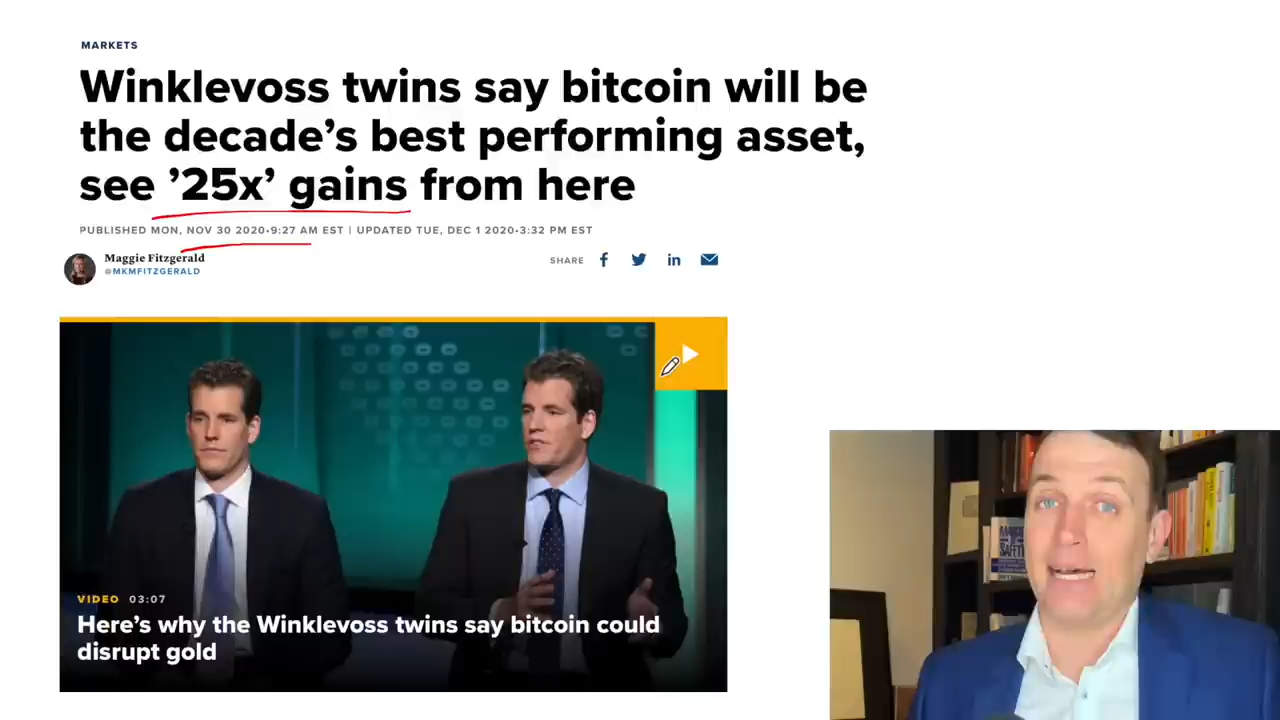 MARKETS
Winklevoss twins say bitcoin will be
the decade’s best performing asset,
see ’25x’ gains from here
PUBLISHED MON, NOV 30 2020•9:27 AM EST | UPDATED TUE, DEC 1 2020•3:32 PM EST
Maggie Fitzgerald
@MKMFITZGERALD
SHARE
VIDEO 03:07
Here’s why the Winklevoss twins say bitcoin could
disrupt gold